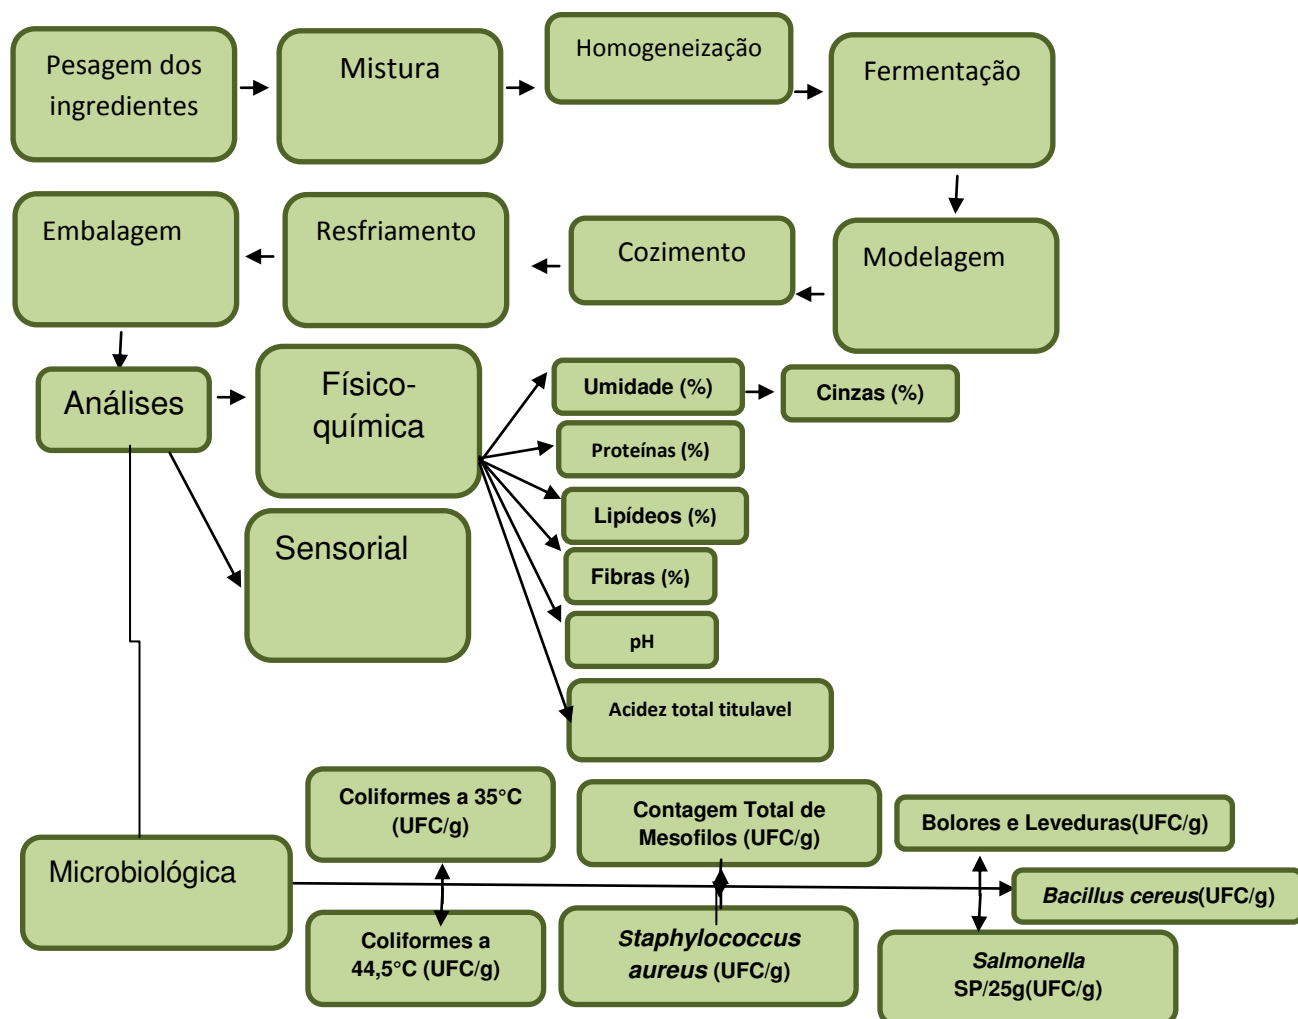 Pesagem dos
ingredientes
Mistura
Homogeneização
Fermentação
Embalagem
Resfriamento
Cozimento
Modelagem
Análises
Físico-
química
Umidade (%)
Cinzas (%)
Proteínas (%)
Lipídeos (%)
Sensorial
Fibras (%)
pH
Acidez total titulavel
Microbiológica
Coliformes a 35°C
(UFC/g)
Contagem Total de
Mesofilos (UFC/g)
Bolores e Leveduras(UFC/g)
Bacillus cereus(UFC/g)
Coliformes a
44,5°C (UFC/g)
Staphylococcus
aureus (UFC/g)
Salmonella
SP/25g(UFC/g)